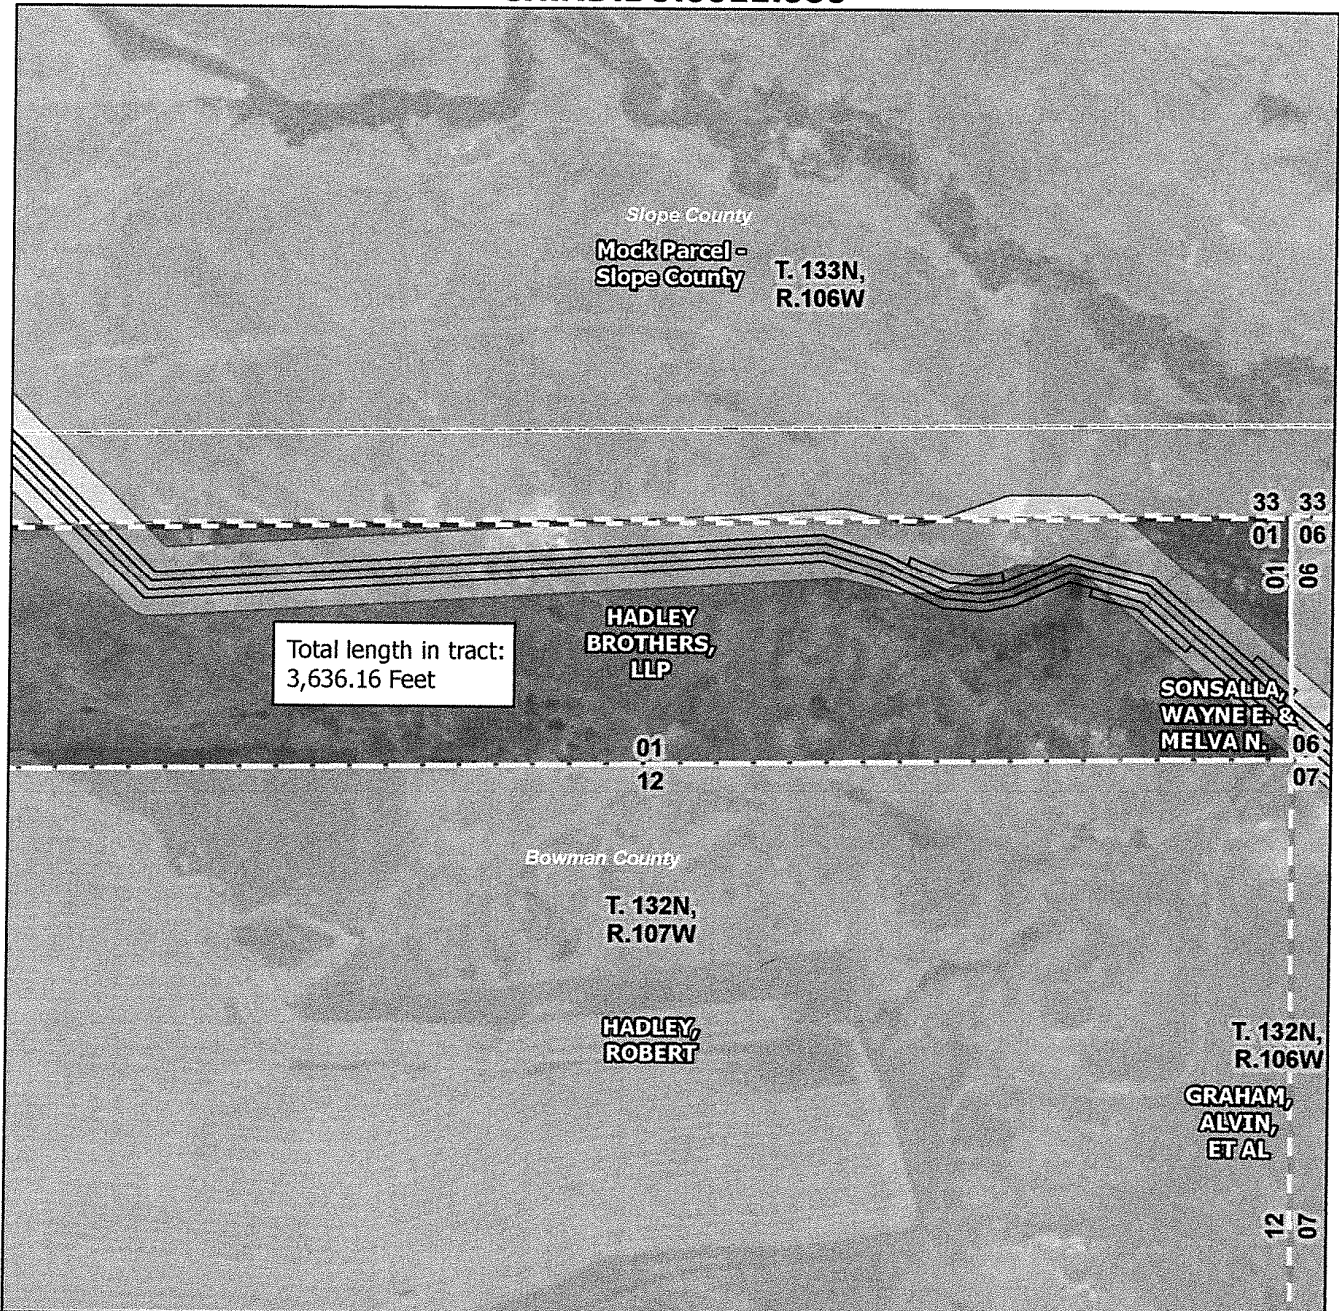 Slope County
Mock Parcel -
Slope County
T. 133N,
R.106W
33 33
01 06
01 06
HADLEY
BROTHERS,
LLP
Total length in tract:
3,636.16 Feet
SONSALLA,
WAYNE E. &
MELVA N.
06
07
01
12
Bowman County
T. 132N,
R.107W
HADLEY,
ROBERT
T. 132N,
R.106W
GRAHAM,
ALVIN,
ET AL
12 07